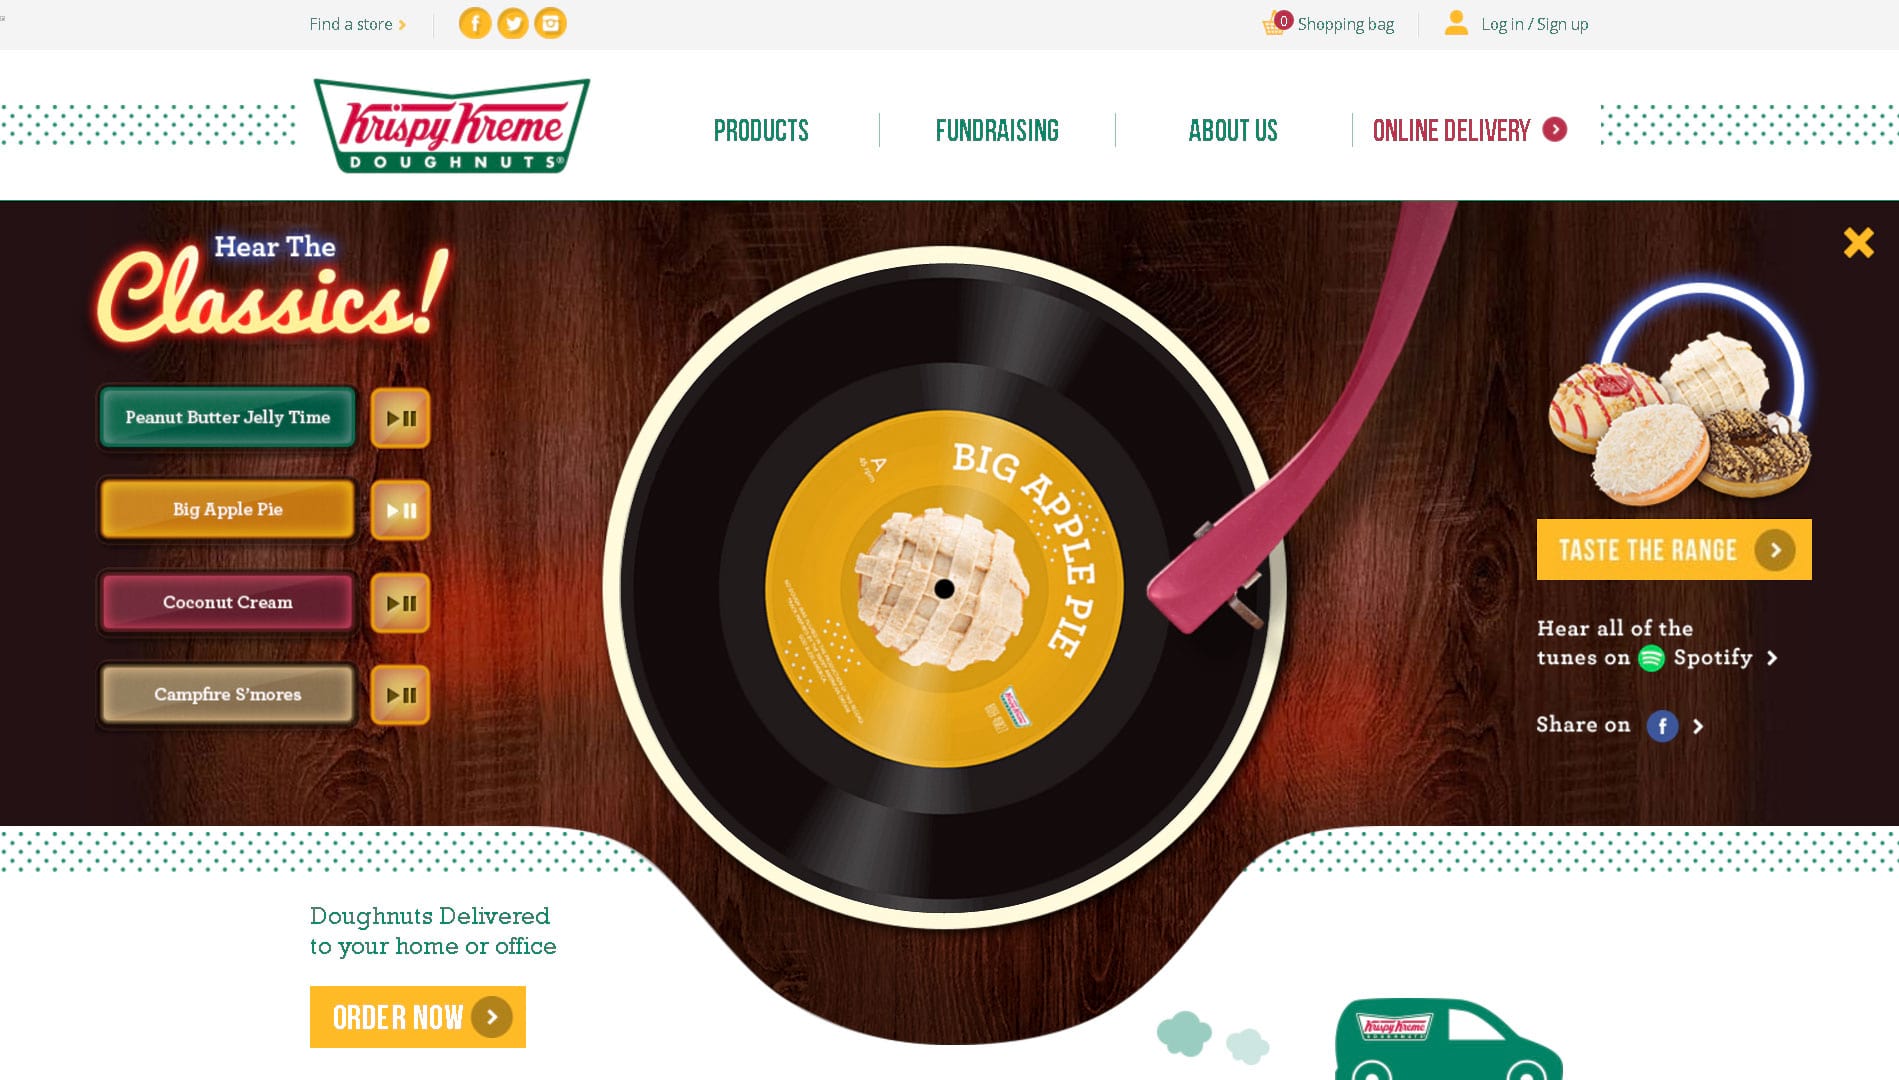 Find a store
0 Shopping bag
Log in / Sign up
Krispy Kreme
DOUGHNUTS®
PRODUCTS
FUNDRAISING
ABOUT US
ONLINE DELIVERY
Hear The
Classics!
Peanut Butter Jelly Time
Big Apple Pie
Coconut Cream
Campfire S'mores
A
45 rpm
BIG APPLE PIE
TASTE THE RANGE
Hear all of the
tunes on Spotify
Share on
Doughnuts Delivered
to your home or office
ORDER NOW
Krispy Kreme
DOUGHNUTS